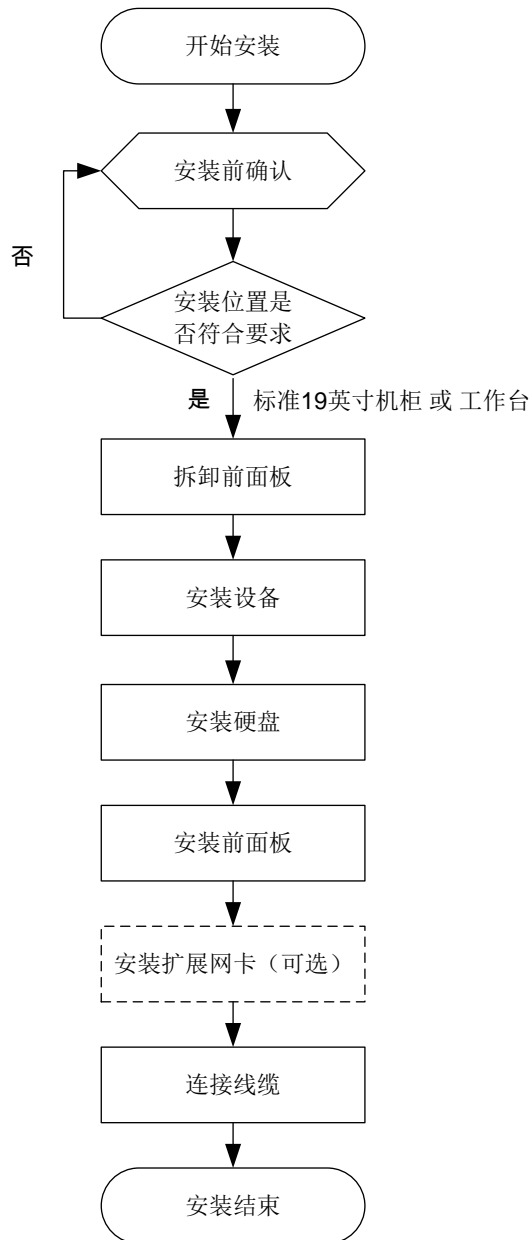 开始安装
安装前确认
否
安装位置是
否符合要求
是 标准19英寸机柜 或 工作台
拆卸前面板
安装设备
安装硬盘
安装前面板
安装扩展网卡（可选）
连接线缆
安装结束